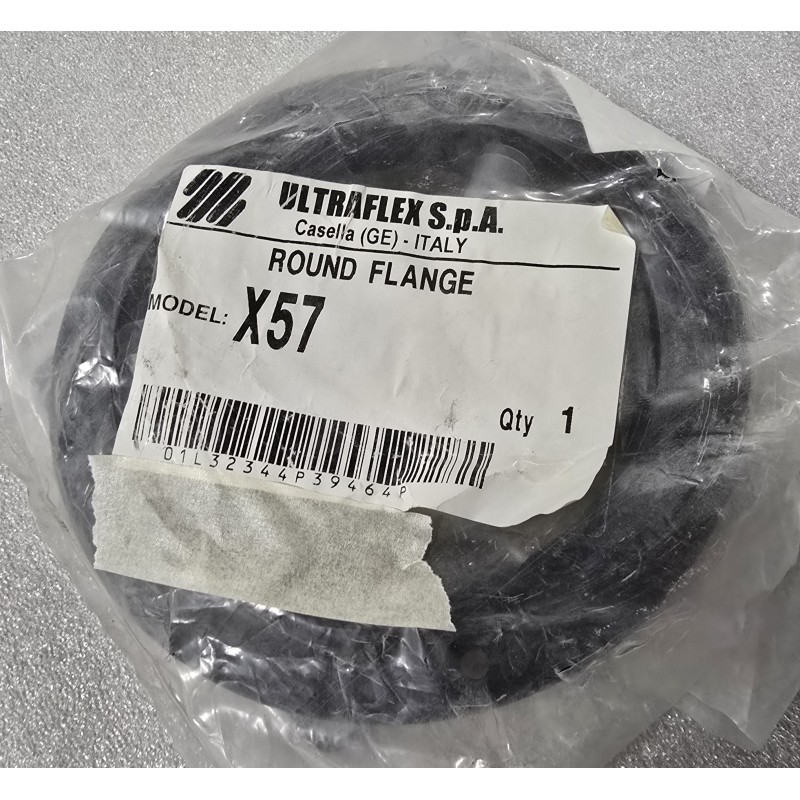 ULTRAFLEX S.p.A.
Casella (GE) - ITALY
ROUND FLANGE
MODEL: X57
Qty 1
01L32344P39464P